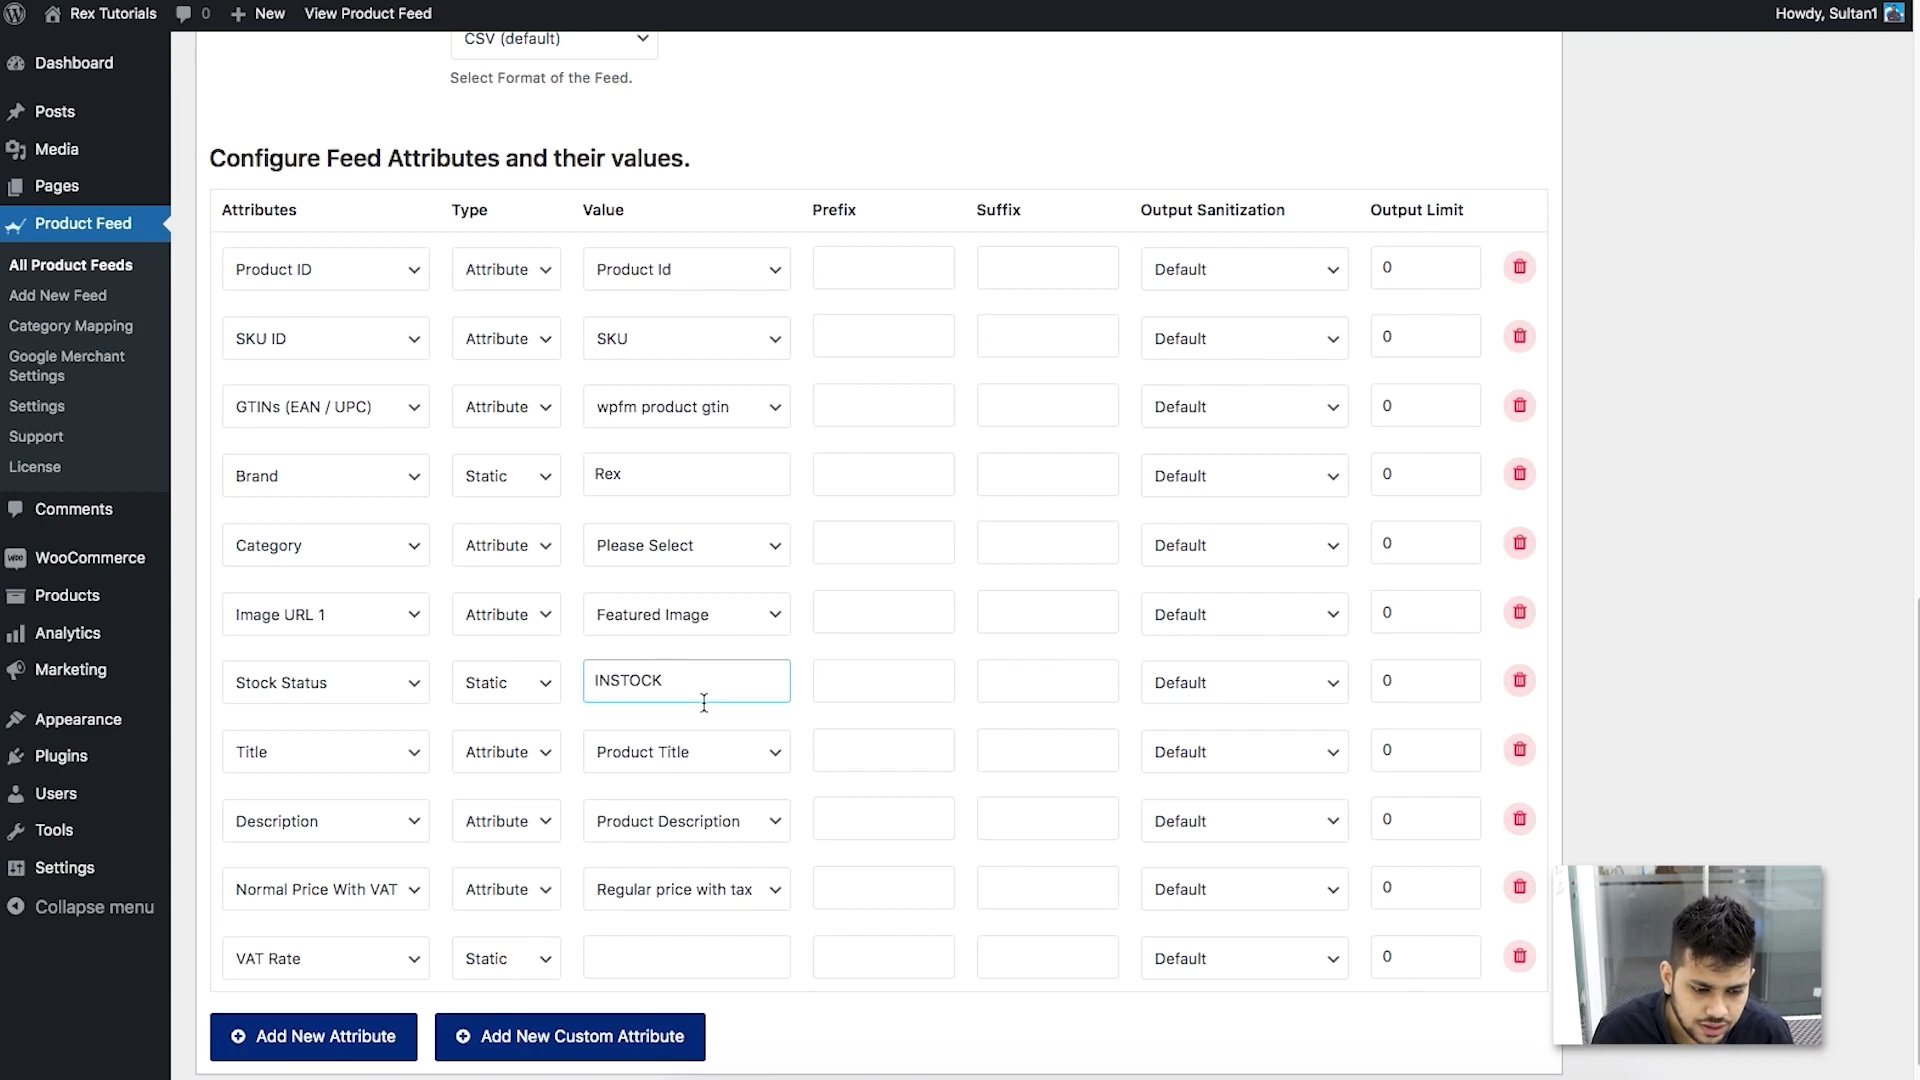 Rex Tutorials
0
New
View Product Feed
Howdy, Sultan1
Dashboard
Posts
Media
Pages
Product Feed
All Product Feeds
Add New Feed
Category Mapping
Google Merchant
Settings
Settings
Support
License
Comments
WooCommerce
Products
Analytics
Marketing
Appearance
Plugins
Users
Tools
Settings
Collapse menu
CSV (default)
Select Format of the Feed.
Configure Feed Attributes and their values.
Attributes Type Value Prefix Suffix Output Sanitization Output Limit
Product ID Attribute Product Id Default 0
SKU ID Attribute SKU Default 0
GTINs (EAN / UPC) Attribute wpfm product gtin Default 0
Brand Static Rex Default 0
Category Attribute Please Select Default 0
Image URL 1 Attribute Featured Image Default 0
Stock Status Static INSTOCK Default 0
Title Attribute Product Title Default 0
Description Attribute Product Description Default 0
Normal Price With VAT Attribute Regular price with tax Default 0
VAT Rate Static Default 0
Add New Attribute
Add New Custom Attribute